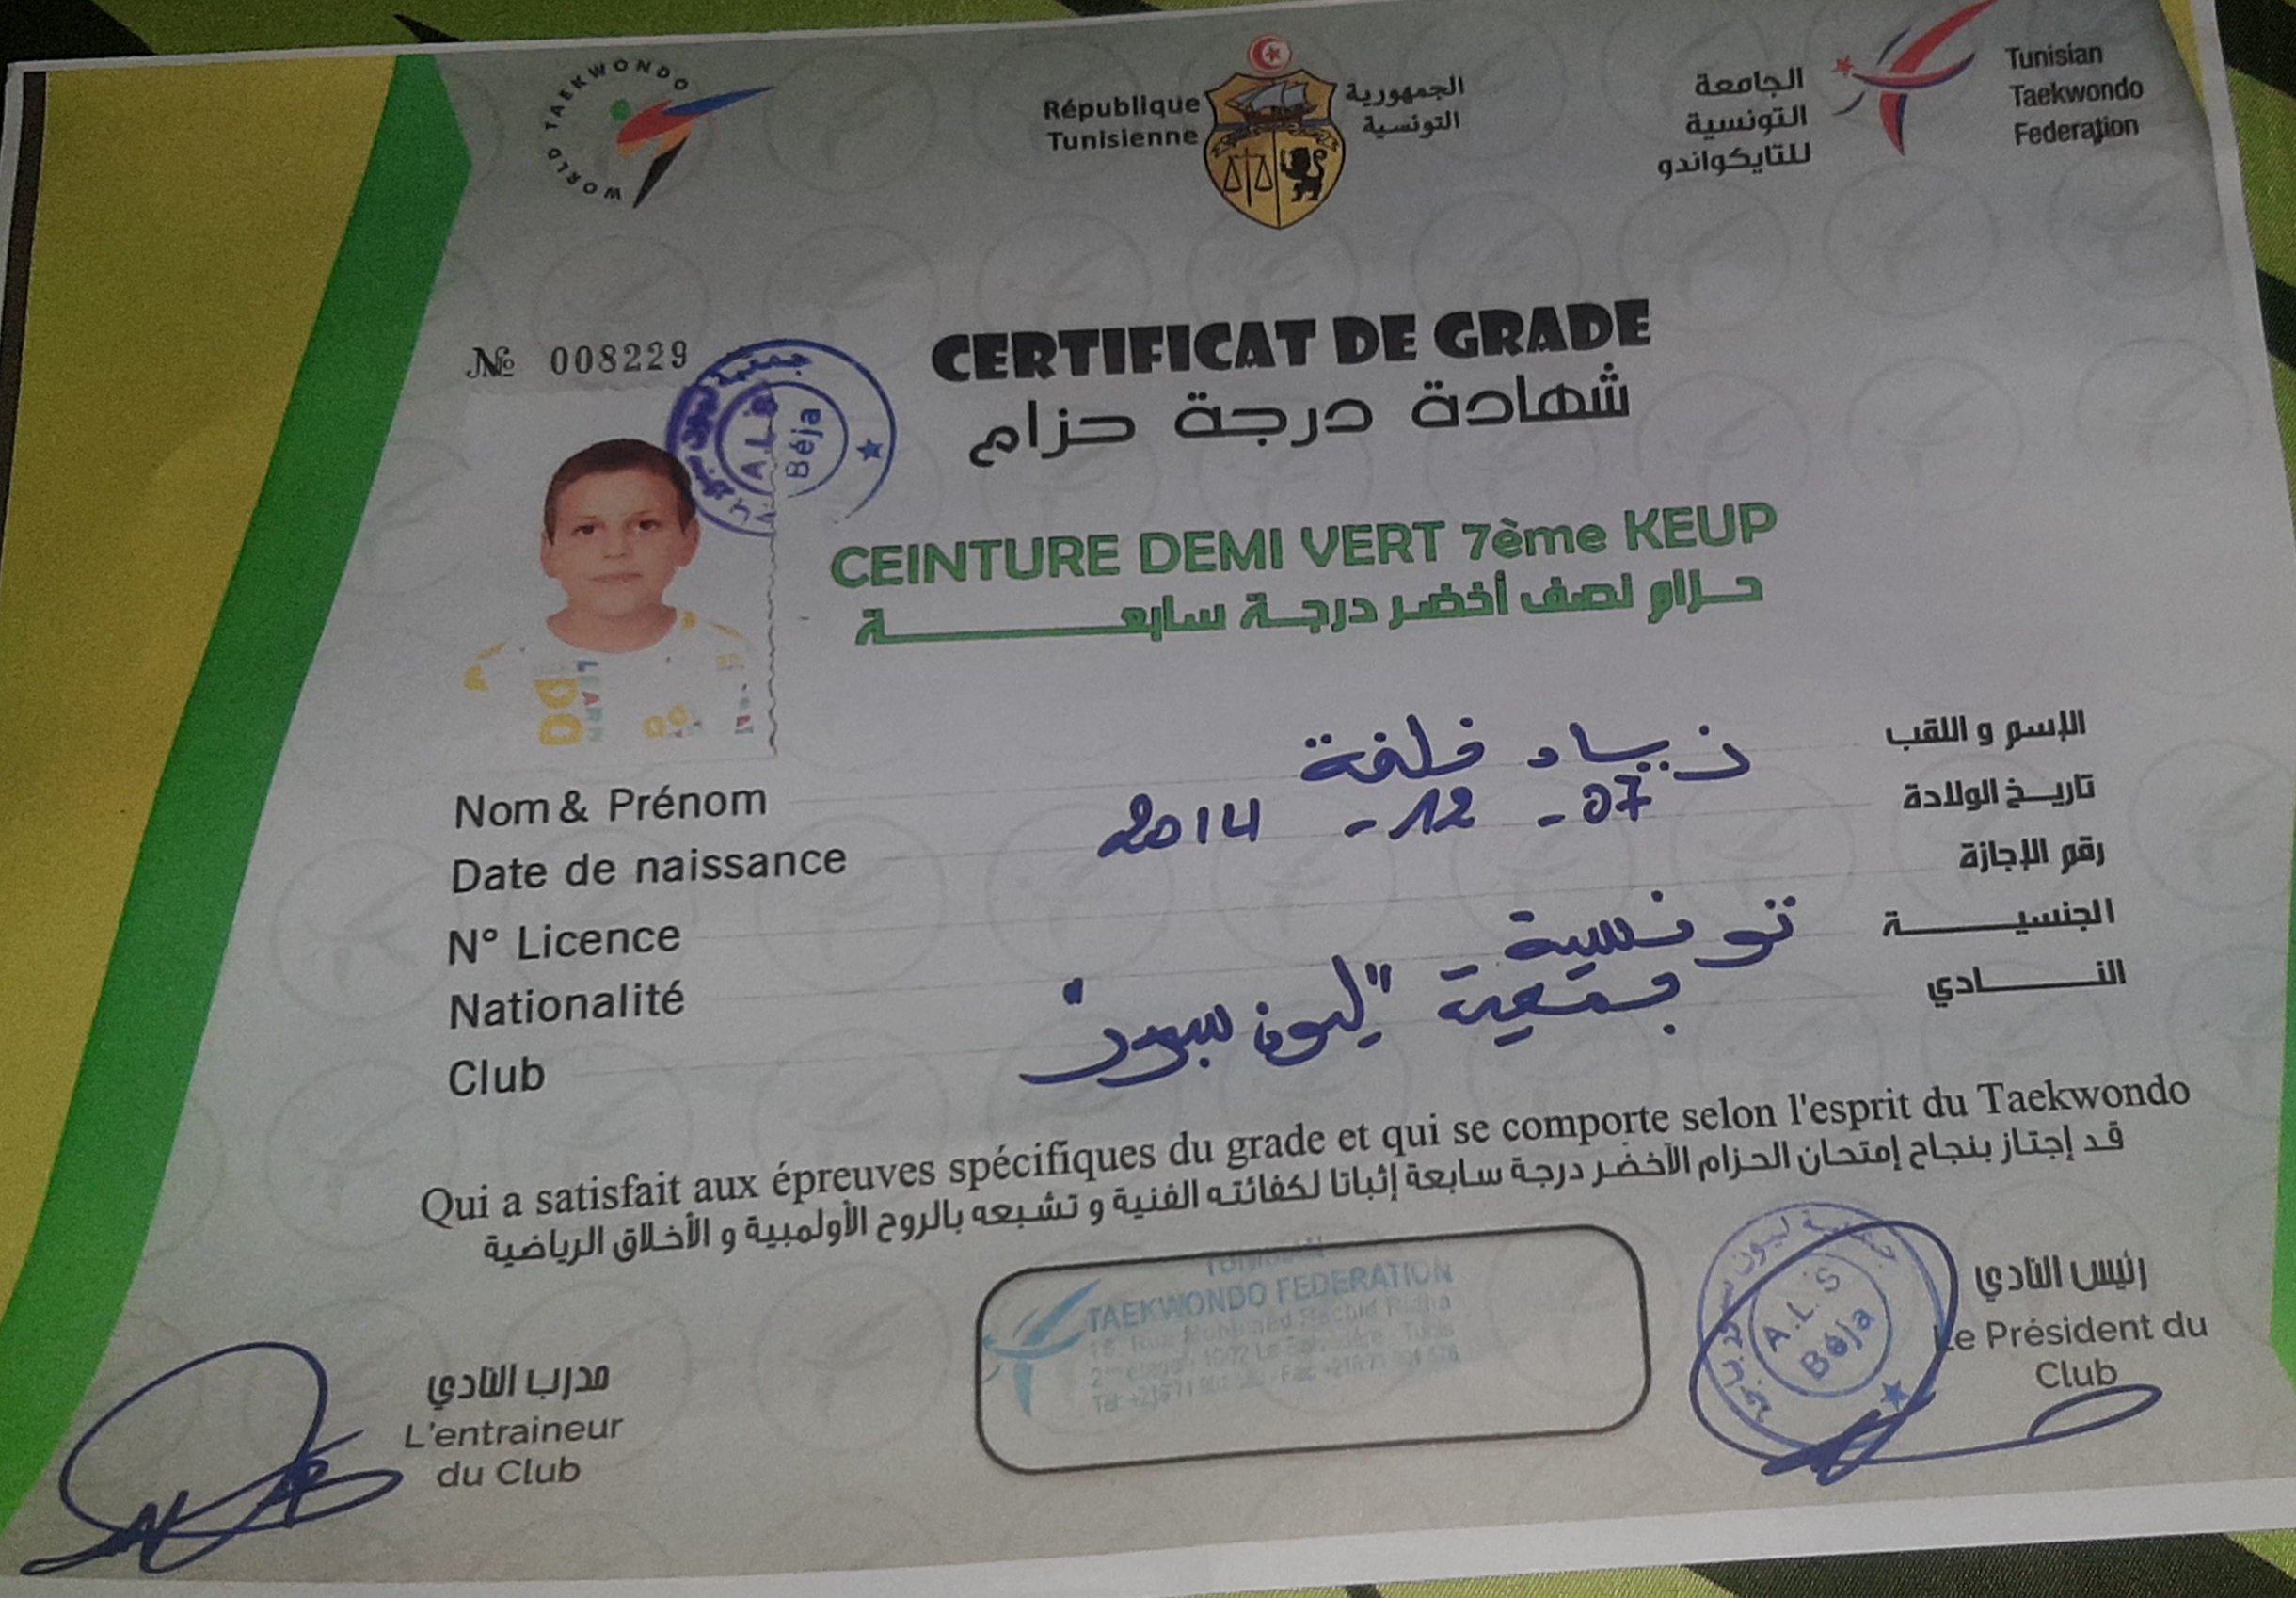 WORLD TAEKWONDO
République
Tunisienne
الجمهورية
التونسية
الجامعة
التونسية
للتايكواندو
Tunisian
Taekwondo
Federation
№ 008229
Béja
CERTIFICAT DE GRADE
شهادة درجة حزام
CEINTURE DEMI VERT 7ème KEUP
حزام نصف أخضر درجة سابعة
Nom & Prénom زياد خلفة الإسم و اللقب
Date de naissance 2014 - 12 - 07 تاريخ الولادة
N° Licence رقم الإجازة
Nationalité تونسية الجنسية
Club جمعية "ليون سبور" النادي
Qui a satisfait aux épreuves spécifiques du grade et qui se comporte selon l'esprit du Taekwondo
قد إجتاز بنجاح إمتحان الحزام الأخضر درجة سابعة إثباتا لكفائته الفنية و تشبعه بالروح الأولمبية و الأخلاق الرياضية
مدرب النادي
L'entraineur
du Club
TAEKWONDO FEDERATION
A.L.S
Béja
رئيس النادي
Le Président du
Club